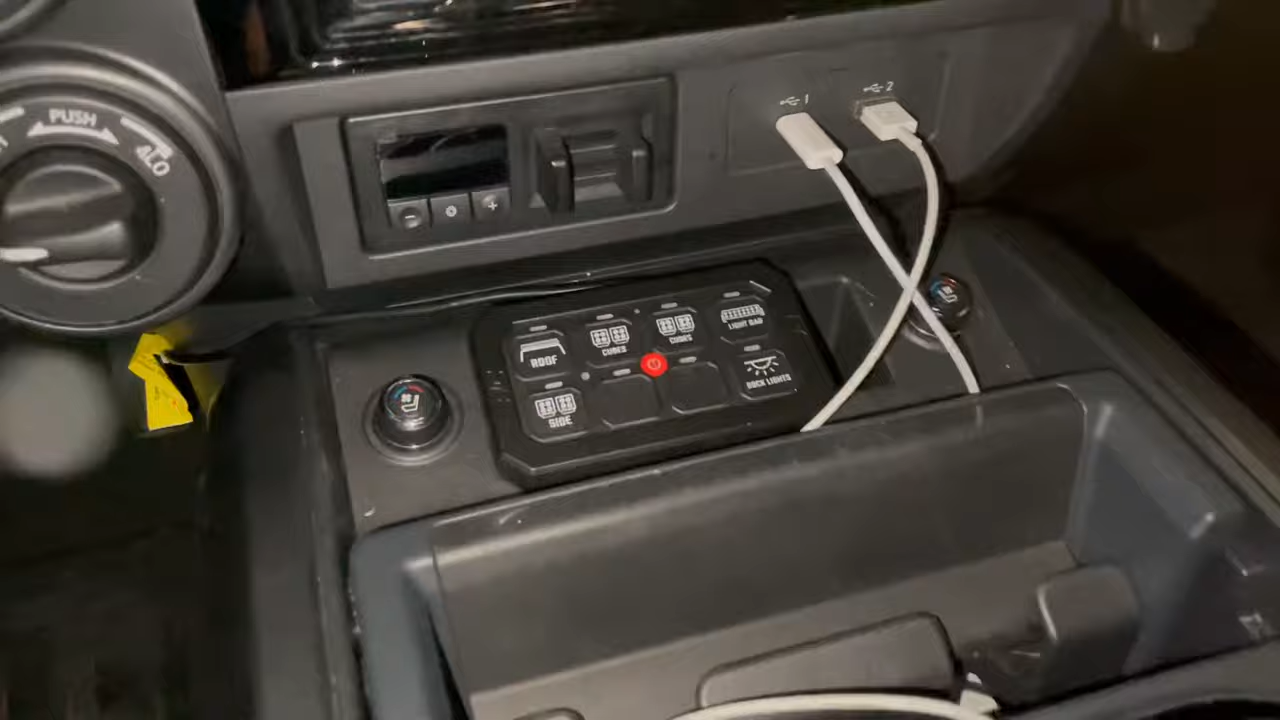 PUSH
4LO
1
2
ROOF
CUBES
CUBES
LIGHT BAR
SIDE
ROCK LIGHTS